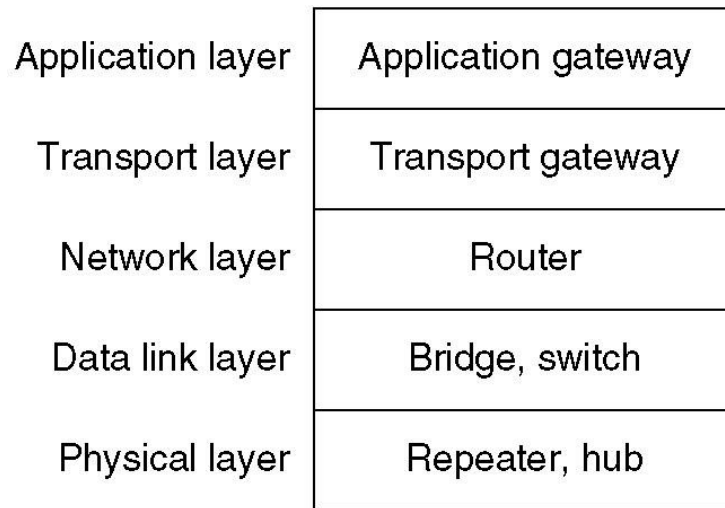 Application layer Application gateway
Transport layer Transport gateway
Network layer Router
Data link layer Bridge, switch
Physical layer Repeater, hub